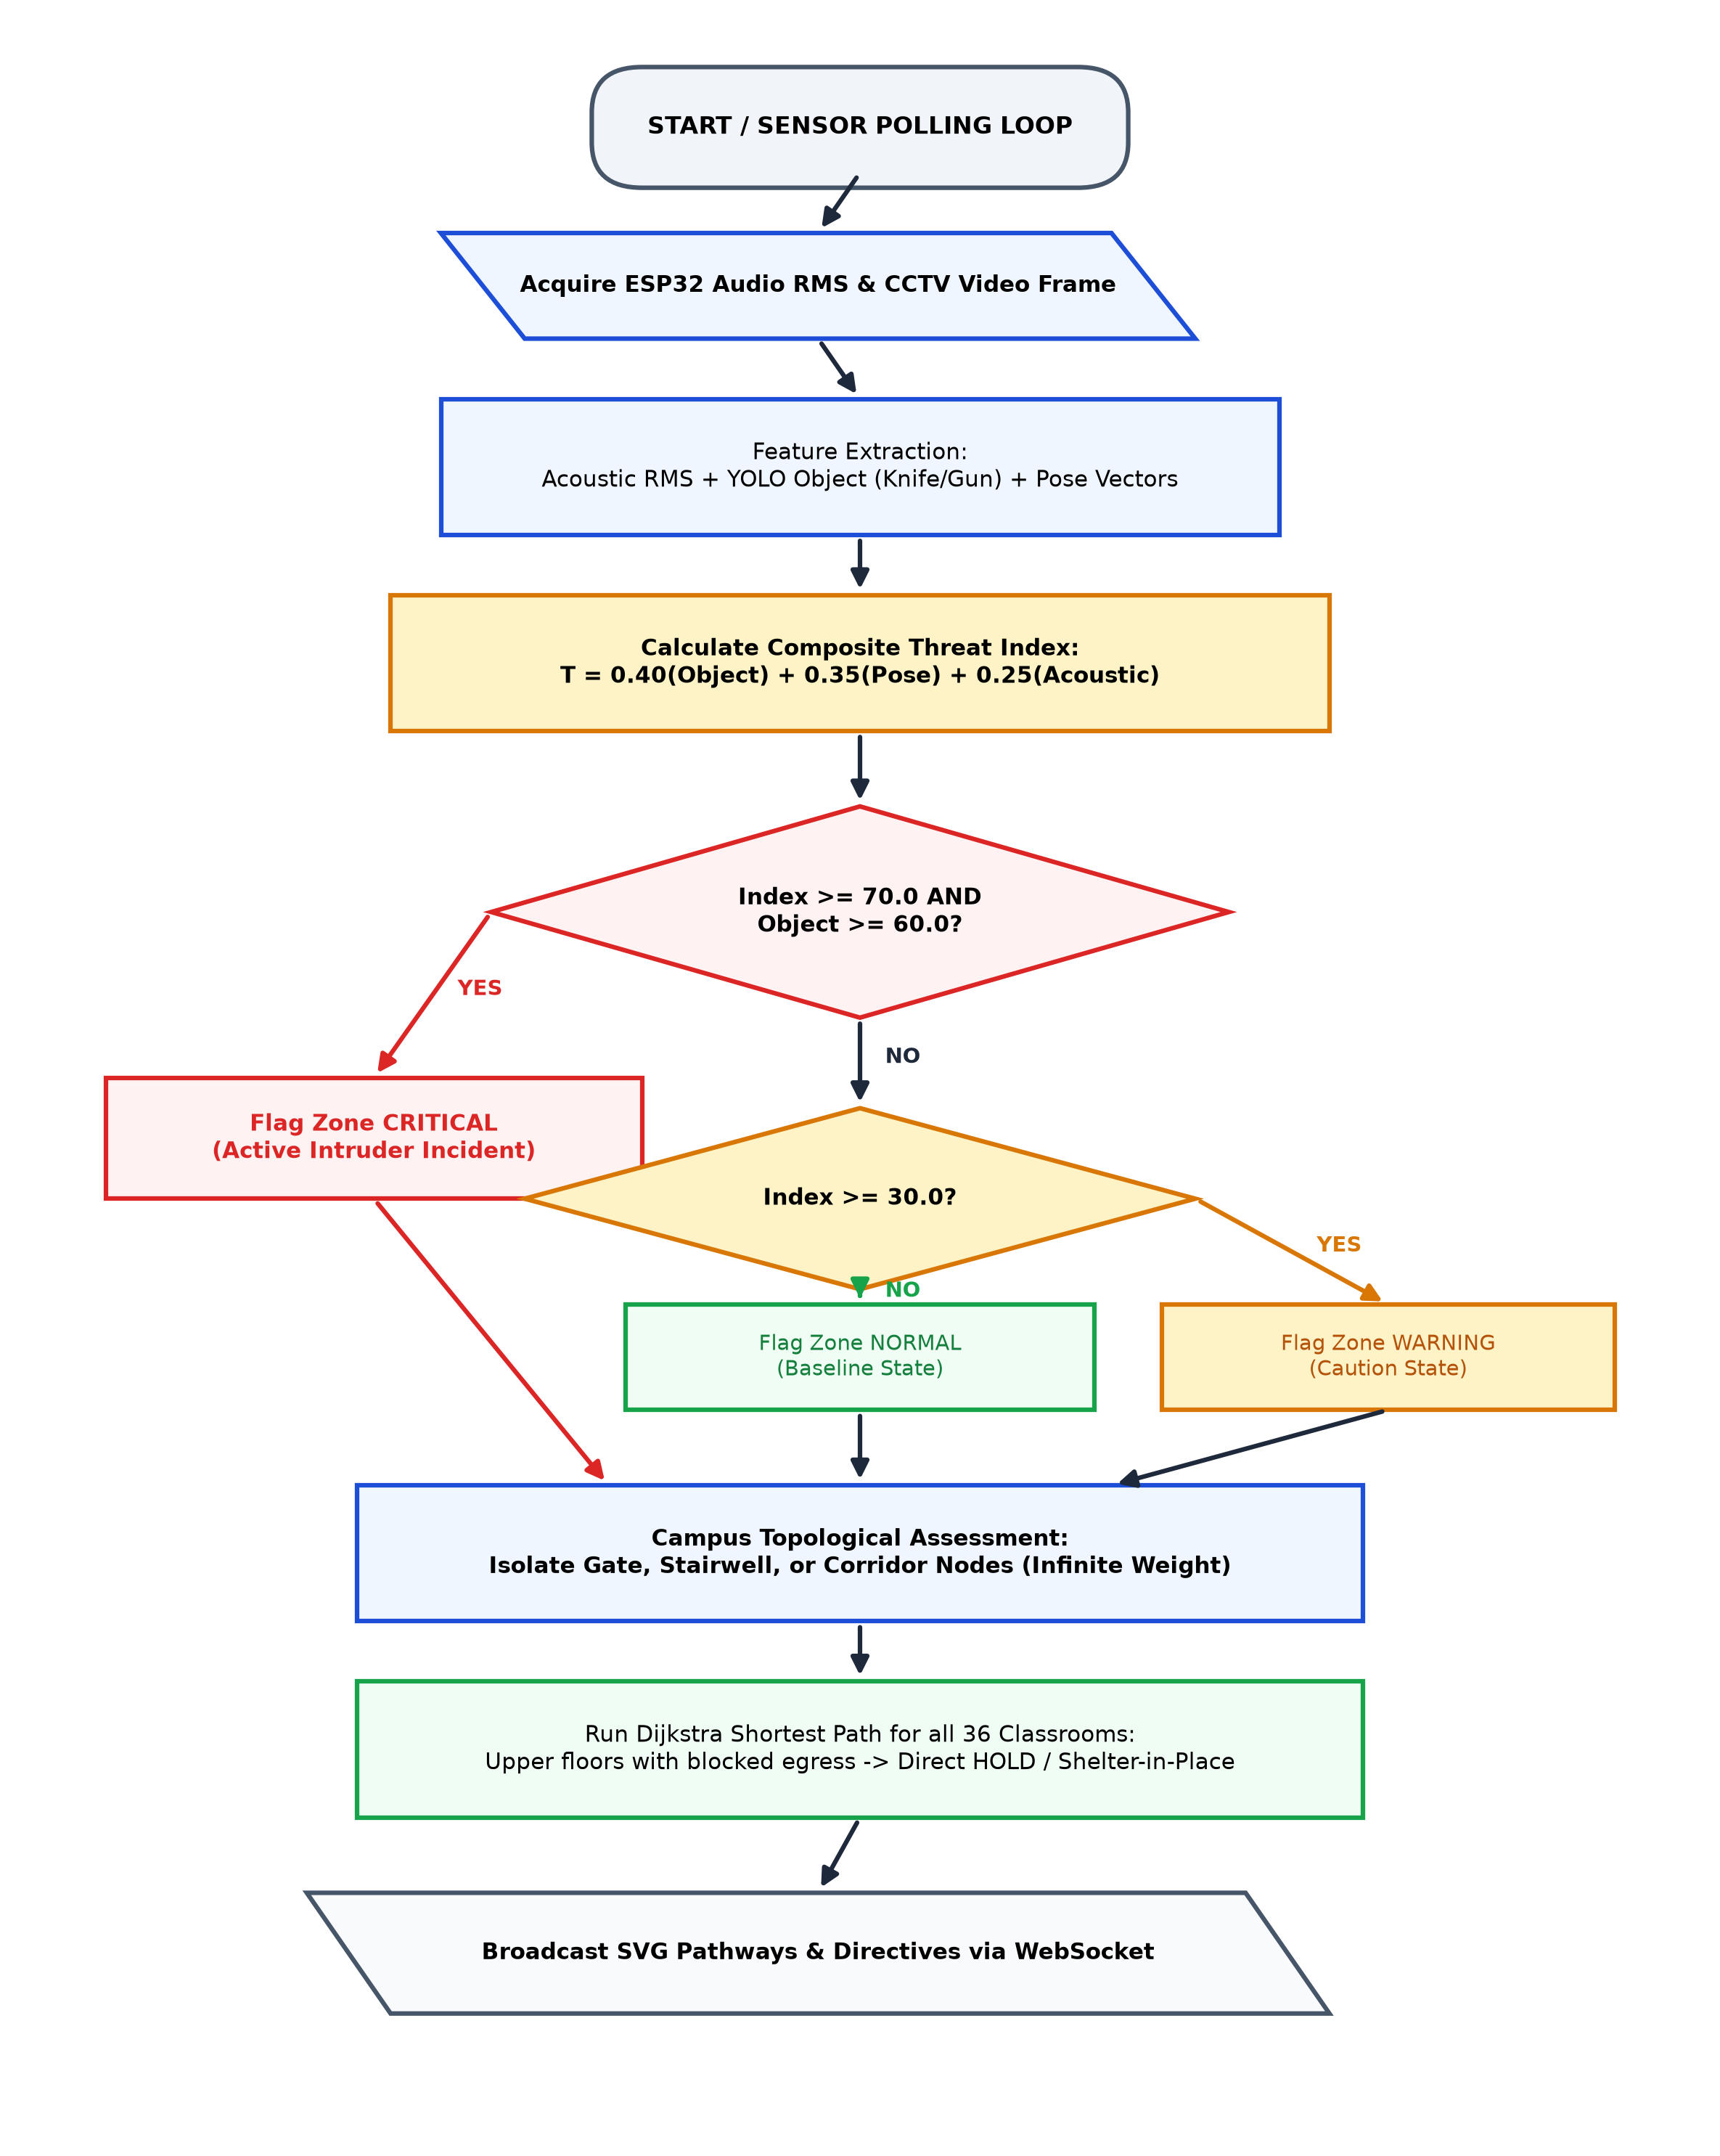 START / SENSOR POLLING LOOP
Acquire ESP32 Audio RMS & CCTV Video Frame
Feature Extraction:
Acoustic RMS + YOLO Object (Knife/Gun) + Pose Vectors
Calculate Composite Threat Index:
T = 0.40(Object) + 0.35(Pose) + 0.25(Acoustic)
Index >= 70.0 AND
Object >= 60.0?
YES
NO
Flag Zone CRITICAL
(Active Intruder Incident)
Index >= 30.0?
YES
NO
Flag Zone NORMAL
(Baseline State)
Flag Zone WARNING
(Caution State)
Campus Topological Assessment:
Isolate Gate, Stairwell, or Corridor Nodes (Infinite Weight)
Run Dijkstra Shortest Path for all 36 Classrooms:
Upper floors with blocked egress -> Direct HOLD / Shelter-in-Place
Broadcast SVG Pathways & Directives via WebSocket